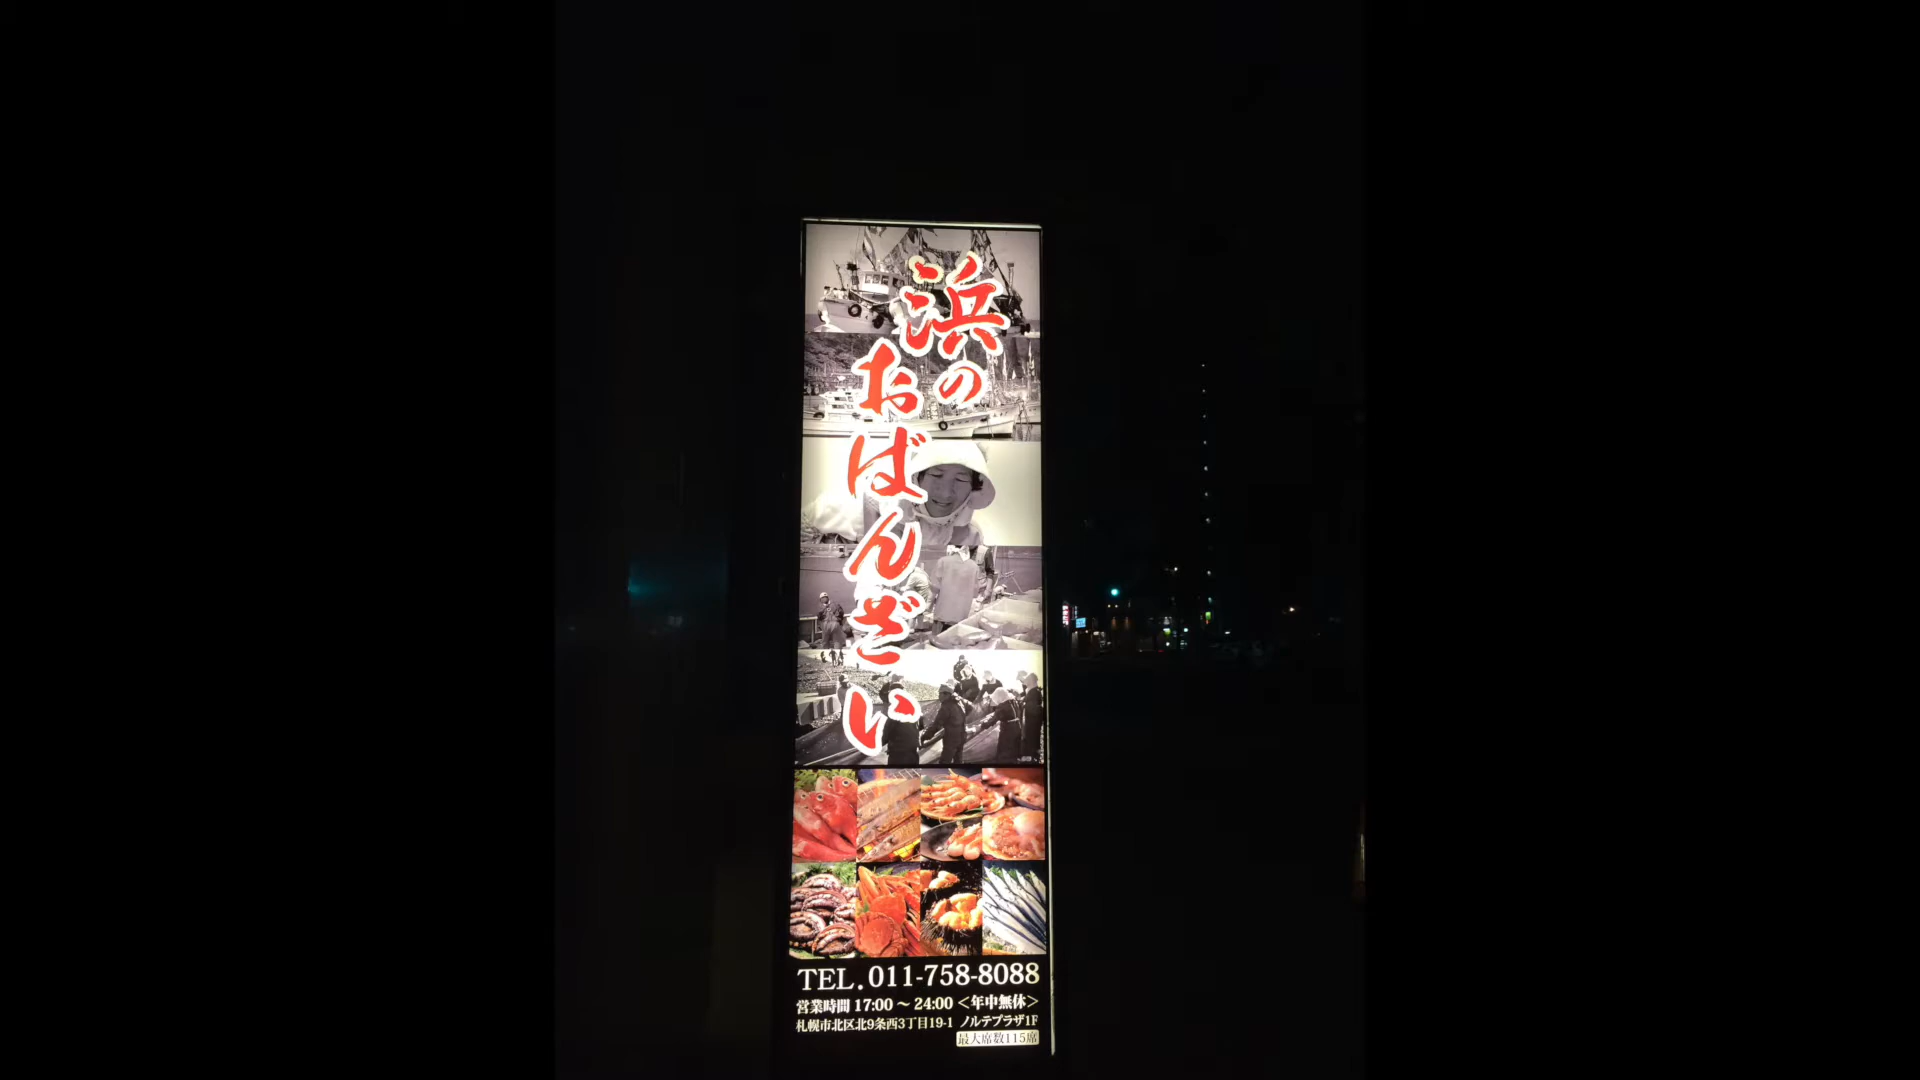 浜の
おばんざい
TEL.011-758-8088
営業時間 17:00～24:00 <年中無休>
札幌市北区北9条西3丁目19-1 ノルテプラザ1F
最大席数115席